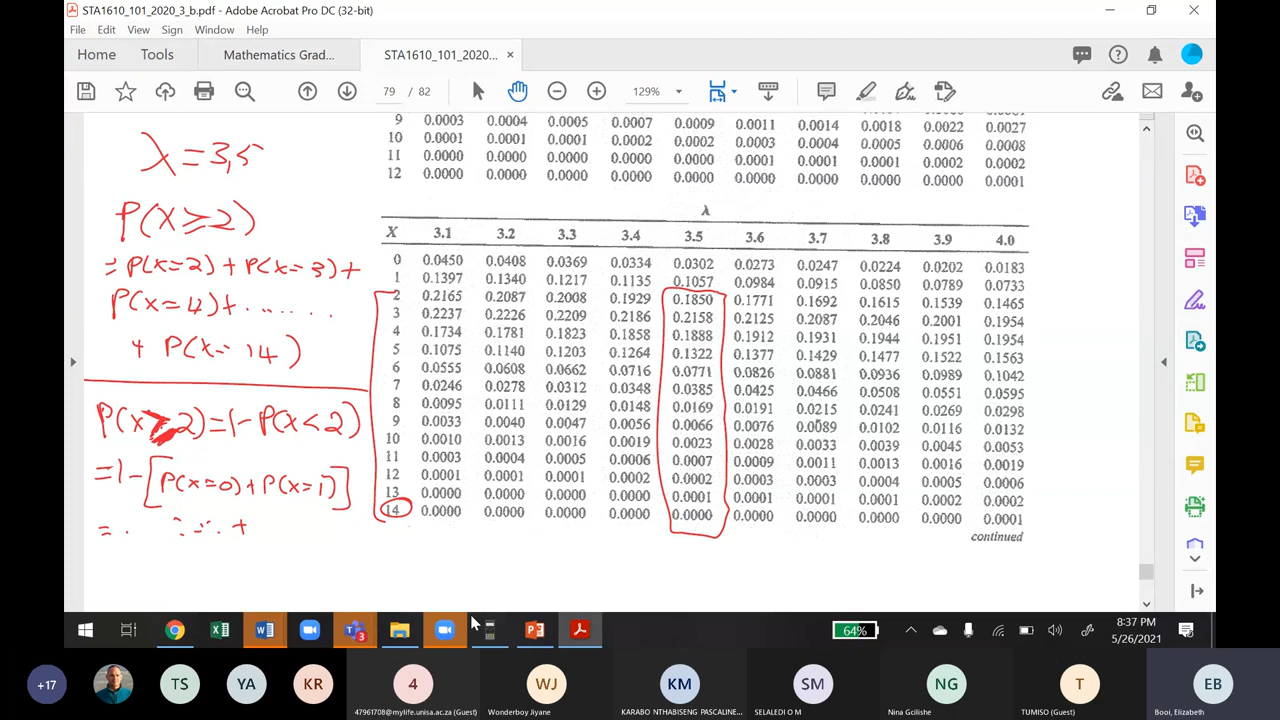 STA1610_101_2020_3_b.pdf - Adobe Acrobat Pro DC (32-bit)
File Edit View Sign Window Help
Home Tools Mathematics Grad... STA1610_101_2020... ×
79 / 82 129%
λ = 3,5
P(X ≥ 2)
= P(X=2) + P(X=3) +
P(X=4) + .......
+ P(X= 14)
P(X≥2) = 1- P(X<2)
= 1- [P(X=0) + P(X=1)]
9 0.0003 0.0004 0.0005 0.0007 0.0009 0.0011 0.0014 0.0018 0.0022 0.0027
10 0.0001 0.0001 0.0002 0.0002 0.0003 0.0004 0.0005 0.0006 0.0008
11 0.0000 0.0000 0.0000 0.0000 0.0000 0.0001 0.0001 0.0001 0.0002 0.0002
12 0.0000 0.0000 0.0000 0.0000 0.0000 0.0000 0.0000 0.0000 0.0000 0.0001
λ
X 3.1 3.2 3.3 3.4 3.5 3.6 3.7 3.8 3.9 4.0
0 0.0450 0.0408 0.0369 0.0334 0.0302 0.0273 0.0247 0.0224 0.0202 0.0183
1 0.1397 0.1340 0.1217 0.1135 0.1057 0.0984 0.0915 0.0850 0.0789 0.0733
2 0.2165 0.2087 0.2008 0.1929 0.1850 0.1771 0.1692 0.1615 0.1539 0.1465
3 0.2237 0.2226 0.2209 0.2186 0.2158 0.2125 0.2087 0.2046 0.2001 0.1954
4 0.1734 0.1781 0.1823 0.1858 0.1888 0.1912 0.1931 0.1944 0.1951 0.1954
5 0.1075 0.1140 0.1203 0.1264 0.1322 0.1377 0.1429 0.1477 0.1522 0.1563
6 0.0555 0.0608 0.0662 0.0716 0.0771 0.0826 0.0881 0.0936 0.0989 0.1042
7 0.0246 0.0278 0.0312 0.0348 0.0385 0.0425 0.0466 0.0508 0.0551 0.0595
8 0.0095 0.0111 0.0129 0.0148 0.0169 0.0191 0.0215 0.0241 0.0269 0.0298
9 0.0033 0.0040 0.0047 0.0056 0.0066 0.0076 0.0089 0.0102 0.0116 0.0132
10 0.0010 0.0013 0.0016 0.0019 0.0023 0.0028 0.0033 0.0039 0.0045 0.0053
11 0.0003 0.0004 0.0005 0.0006 0.0007 0.0009 0.0011 0.0013 0.0016 0.0019
12 0.0001 0.0001 0.0001 0.0002 0.0002 0.0003 0.0003 0.0004 0.0005 0.0006
13 0.0000 0.0000 0.0000 0.0000 0.0001 0.0001 0.0001 0.0001 0.0002 0.0002
14 0.0000 0.0000 0.0000 0.0000 0.0000 0.0000 0.0000 0.0000 0.0000 0.0001
continued
64% 8:37 PM
5/26/2021
+17 TS YA KR 4 WJ KM SM NG T EB
47961708@mylife.unisa.ac.za (Guest) Wonderboy Jiyane KARABO NTHABISENG PASCALINE... SELALEDI O M Nina Gcilishe TUMISO (Guest) Booi, Elizabeth